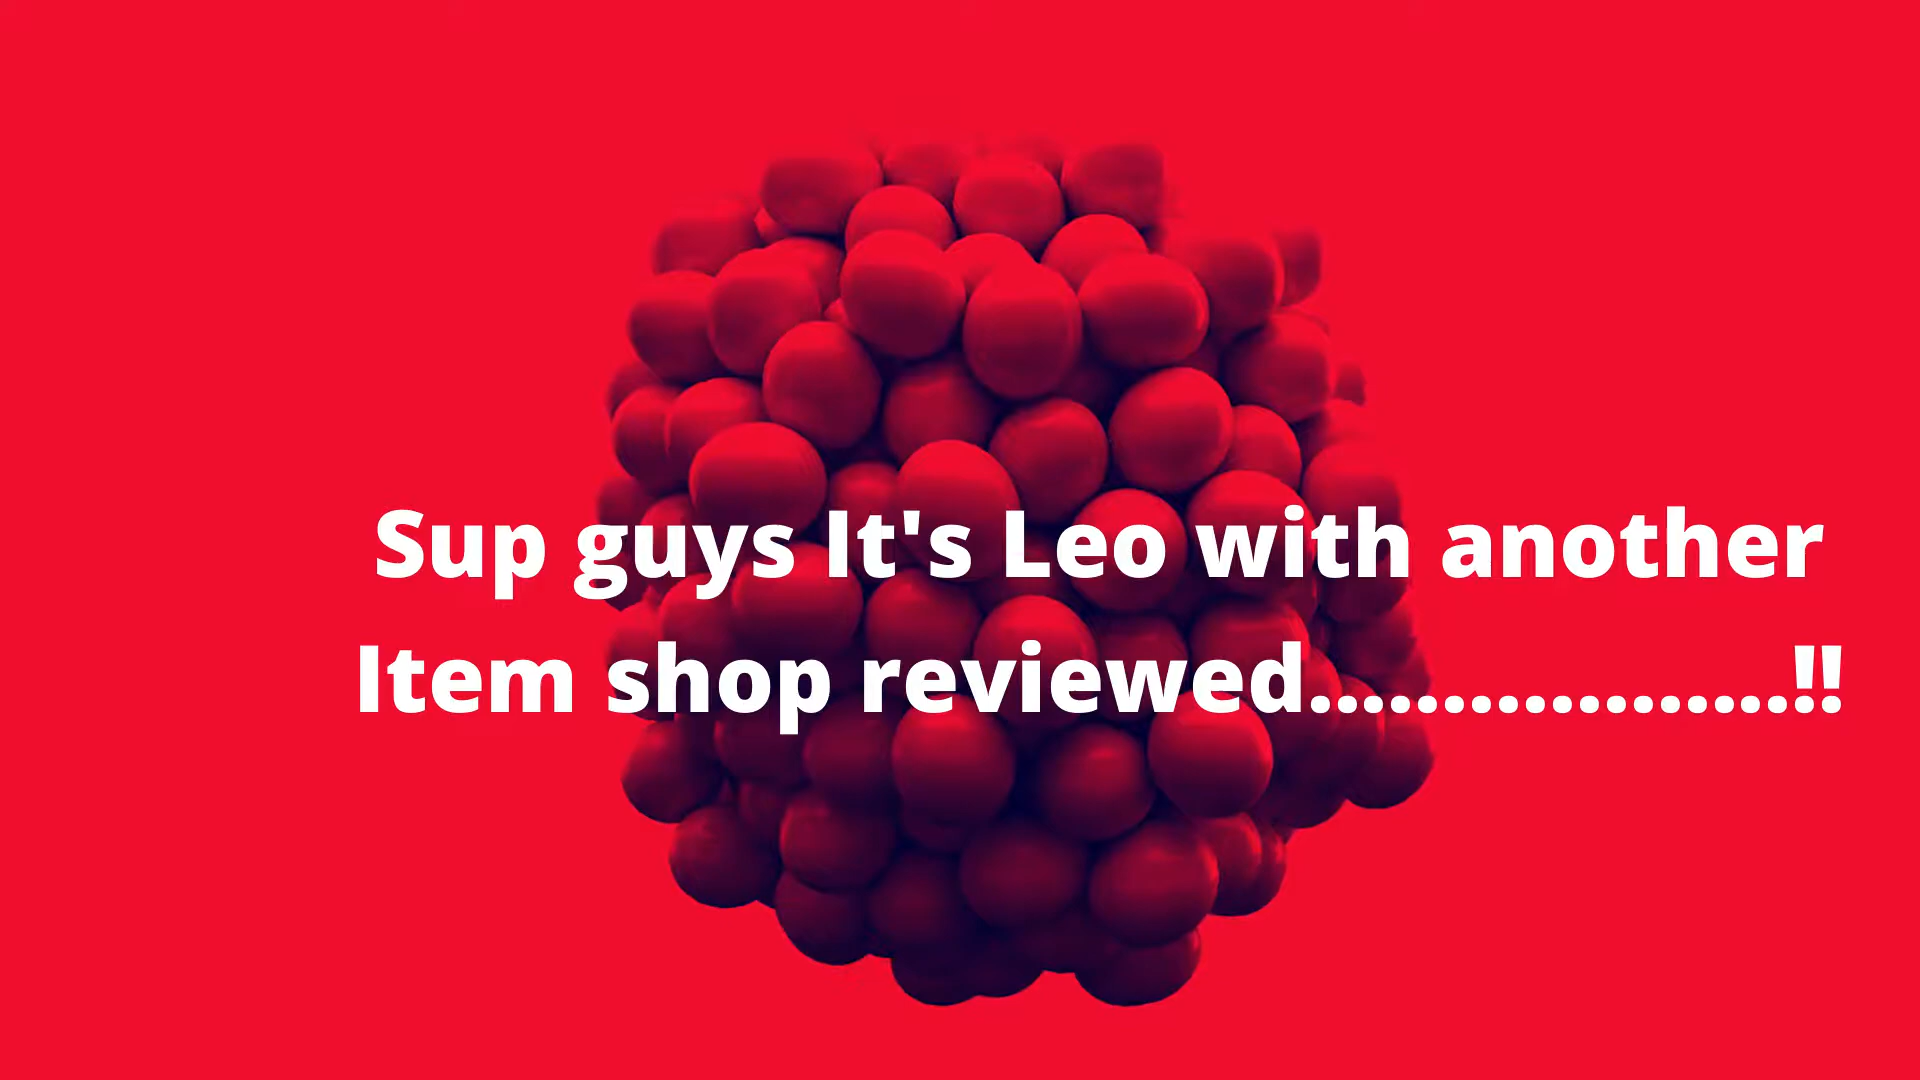 Sup guys It's Leo with another
Item shop reviewed..................!!